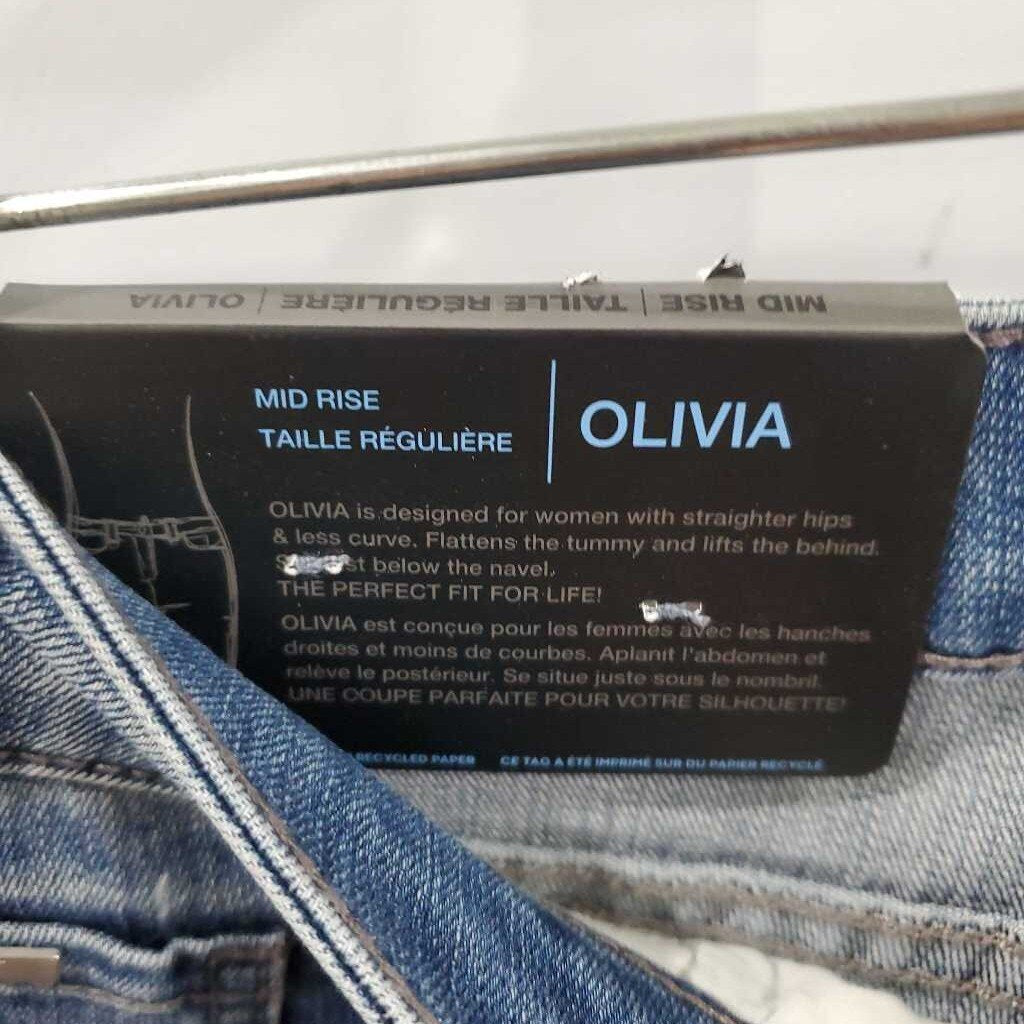 MID RISE | TAILLE RÉGULIÈRE | OLIVIA
MID RISE
TAILLE RÉGULIÈRE
OLIVIA
OLIVIA is designed for women with straighter hips
& less curve. Flattens the tummy and lifts the behind.
below the navel.
THE PERFECT FIT FOR LIFE!
OLIVIA est conçue pour les femmes avec les hanches
droites et moins de courbes. Aplanit l'abdomen et
relève le postérieur. Se situe juste sous le nombril.
UNE COUPE PARFAITE POUR VOTRE SILHOUETTE!
RECYCLED PAPER CE TAG A ÉTÉ IMPRIMÉ SUR DU PAPIER RECYCLÉ